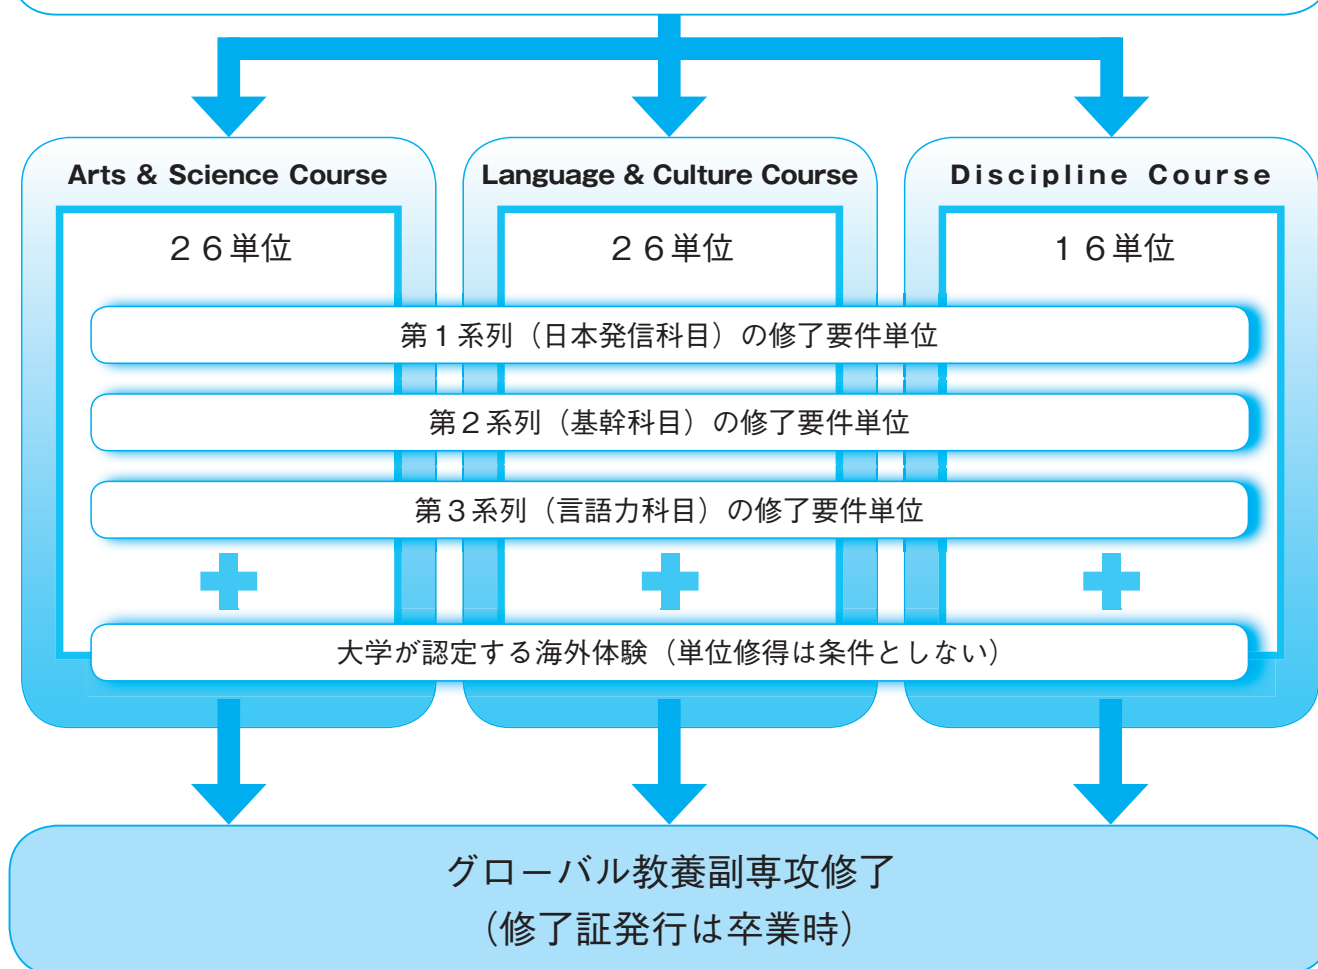 Arts & Science Course
２６単位
Language & Culture Course
２６単位
Discipline Course
１６単位
第１系列（日本発信科目）の修了要件単位
第２系列（基幹科目）の修了要件単位
第３系列（言語力科目）の修了要件単位
大学が認定する海外体験（単位修得は条件としない）
グローバル教養副専攻修了
（修了証発行は卒業時）